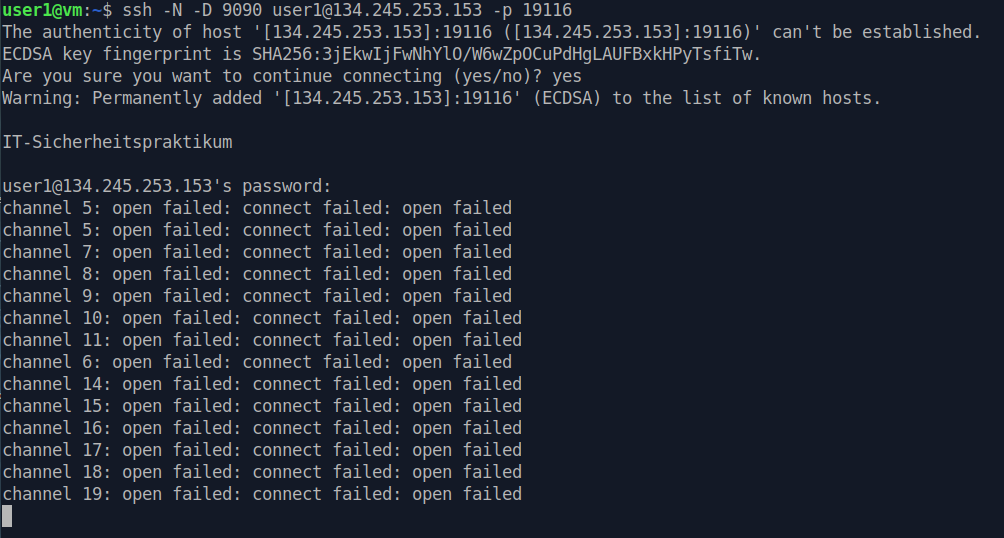 user1@vm:~$ ssh -N -D 9090 user1@134.245.253.153 -p 19116
The authenticity of host '[134.245.253.153]:19116 ([134.245.253.153]:19116)' can't be established.
ECDSA key fingerprint is SHA256:3jEkwIjFwNhYlO/W6wZpOCuPdHgLAUFBxkHPyTsfiTw.
Are you sure you want to continue connecting (yes/no)? yes
Warning: Permanently added '[134.245.253.153]:19116' (ECDSA) to the list of known hosts.
IT-Sicherheitspraktikum
user1@134.245.253.153's password:
channel 5: open failed: connect failed: open failed
channel 5: open failed: connect failed: open failed
channel 7: open failed: connect failed: open failed
channel 8: open failed: connect failed: open failed
channel 9: open failed: connect failed: open failed
channel 10: open failed: connect failed: open failed
channel 11: open failed: connect failed: open failed
channel 6: open failed: connect failed: open failed
channel 14: open failed: connect failed: open failed
channel 15: open failed: connect failed: open failed
channel 16: open failed: connect failed: open failed
channel 17: open failed: connect failed: open failed
channel 18: open failed: connect failed: open failed
channel 19: open failed: connect failed: open failed